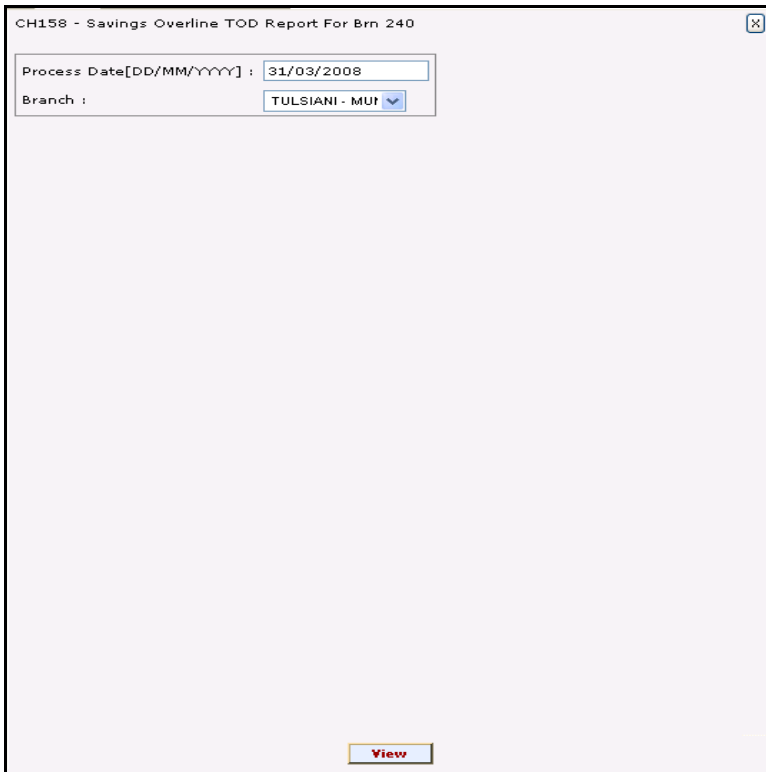 CH158 - Savings Overline TOD Report For Brn 240
Process Date[DD/MM/YYYY] : 31/03/2008
Branch : TULSIANI - MUM
View